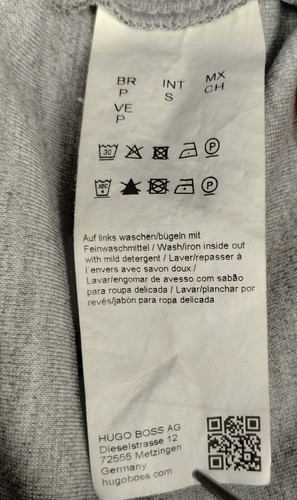 BR INT MX
P S CH
VE
P
30 P
P
Auf links waschen/bügeln mit
Feinwaschmittel / Wash/iron inside out
with mild detergent / Laver/repasser à
l'envers avec savon doux /
Lavar/engomar de avesso com sabão
para roupa delicada / Lavar/planchar por
revés/jabón para ropa delicada
HUGO BOSS AG
Dieselstrasse 12
72555 Metzingen
Germany
hugoboss.com